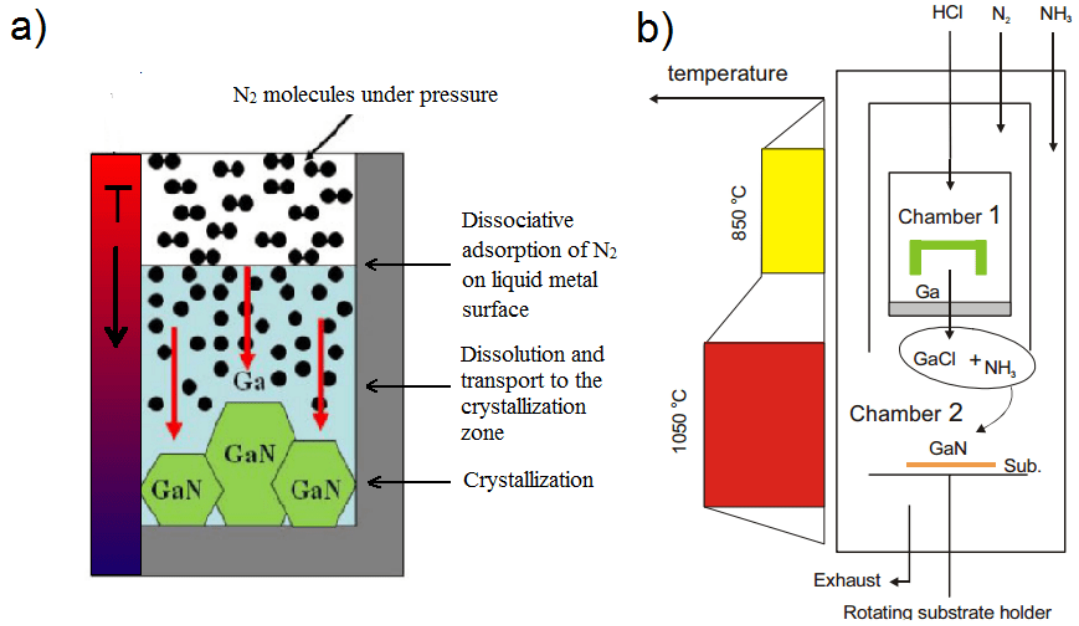 a)
N₂ molecules under pressure
T
Dissociative
adsorption of N₂
on liquid metal
surface
Dissolution and
transport to the
crystallization
zone
Crystallization
Ga
GaN
GaN
GaN
b)
HCl
N₂
NH₃
temperature
850 °C
1050 °C
Chamber 1
Ga
GaCl + NH₃
Chamber 2
GaN
Sub.
Exhaust
Rotating substrate holder